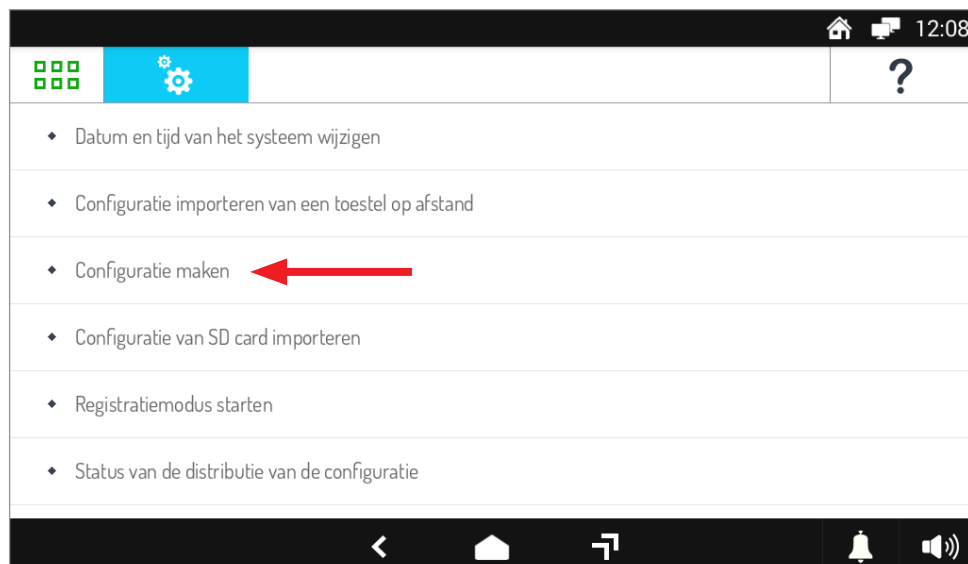 12:08
?
Datum en tijd van het systeem wijzigen
Configuratie importeren van een toestel op afstand
Configuratie maken
Configuratie van SD card importeren
Registratiemodus starten
Status van de distributie van de configuratie